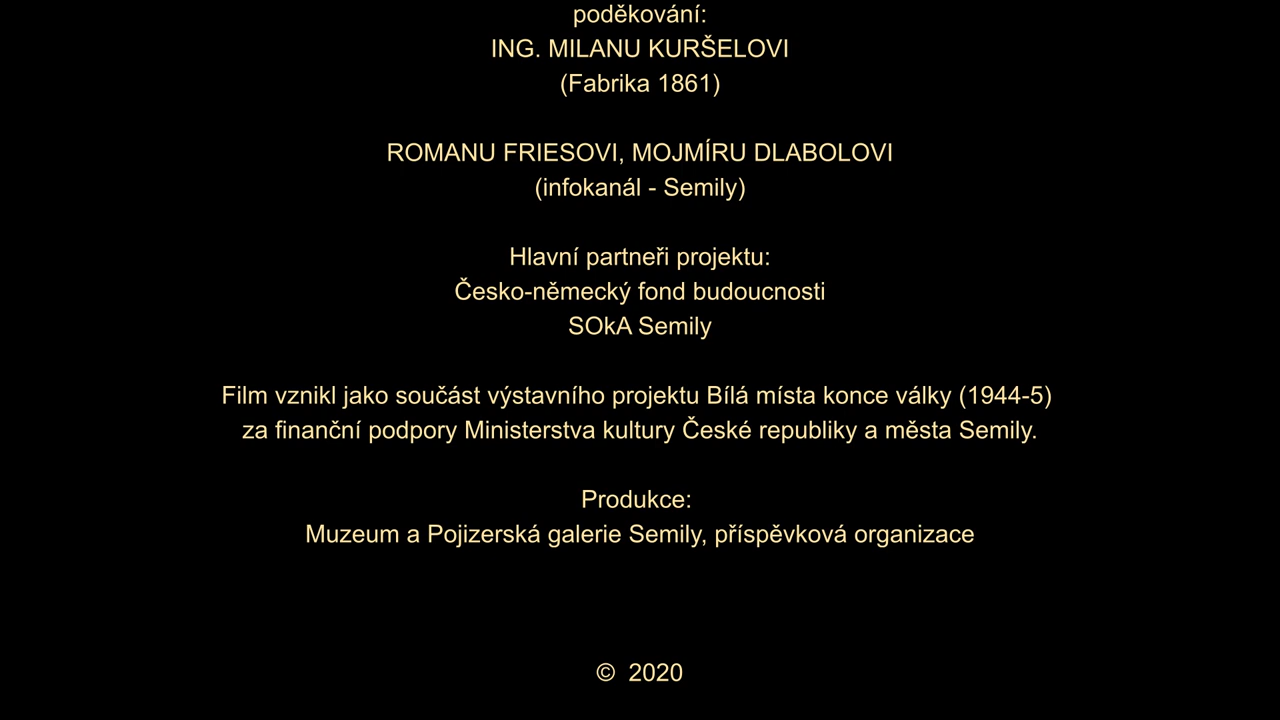 poděkování:
ING. MILANU KURŠELOVI
(Fabrika 1861)
ROMANU FRIESOVI, MOJMÍRU DLABOLOVI
(infokanál - Semily)
Hlavní partneři projektu:
Česko-německý fond budoucnosti
SOkA Semily
Film vznikl jako součást výstavního projektu Bílá místa konce války (1944-5)
za finanční podpory Ministerstva kultury České republiky a města Semily.
Produkce:
Muzeum a Pojizerská galerie Semily, příspěvková organizace
© 2020